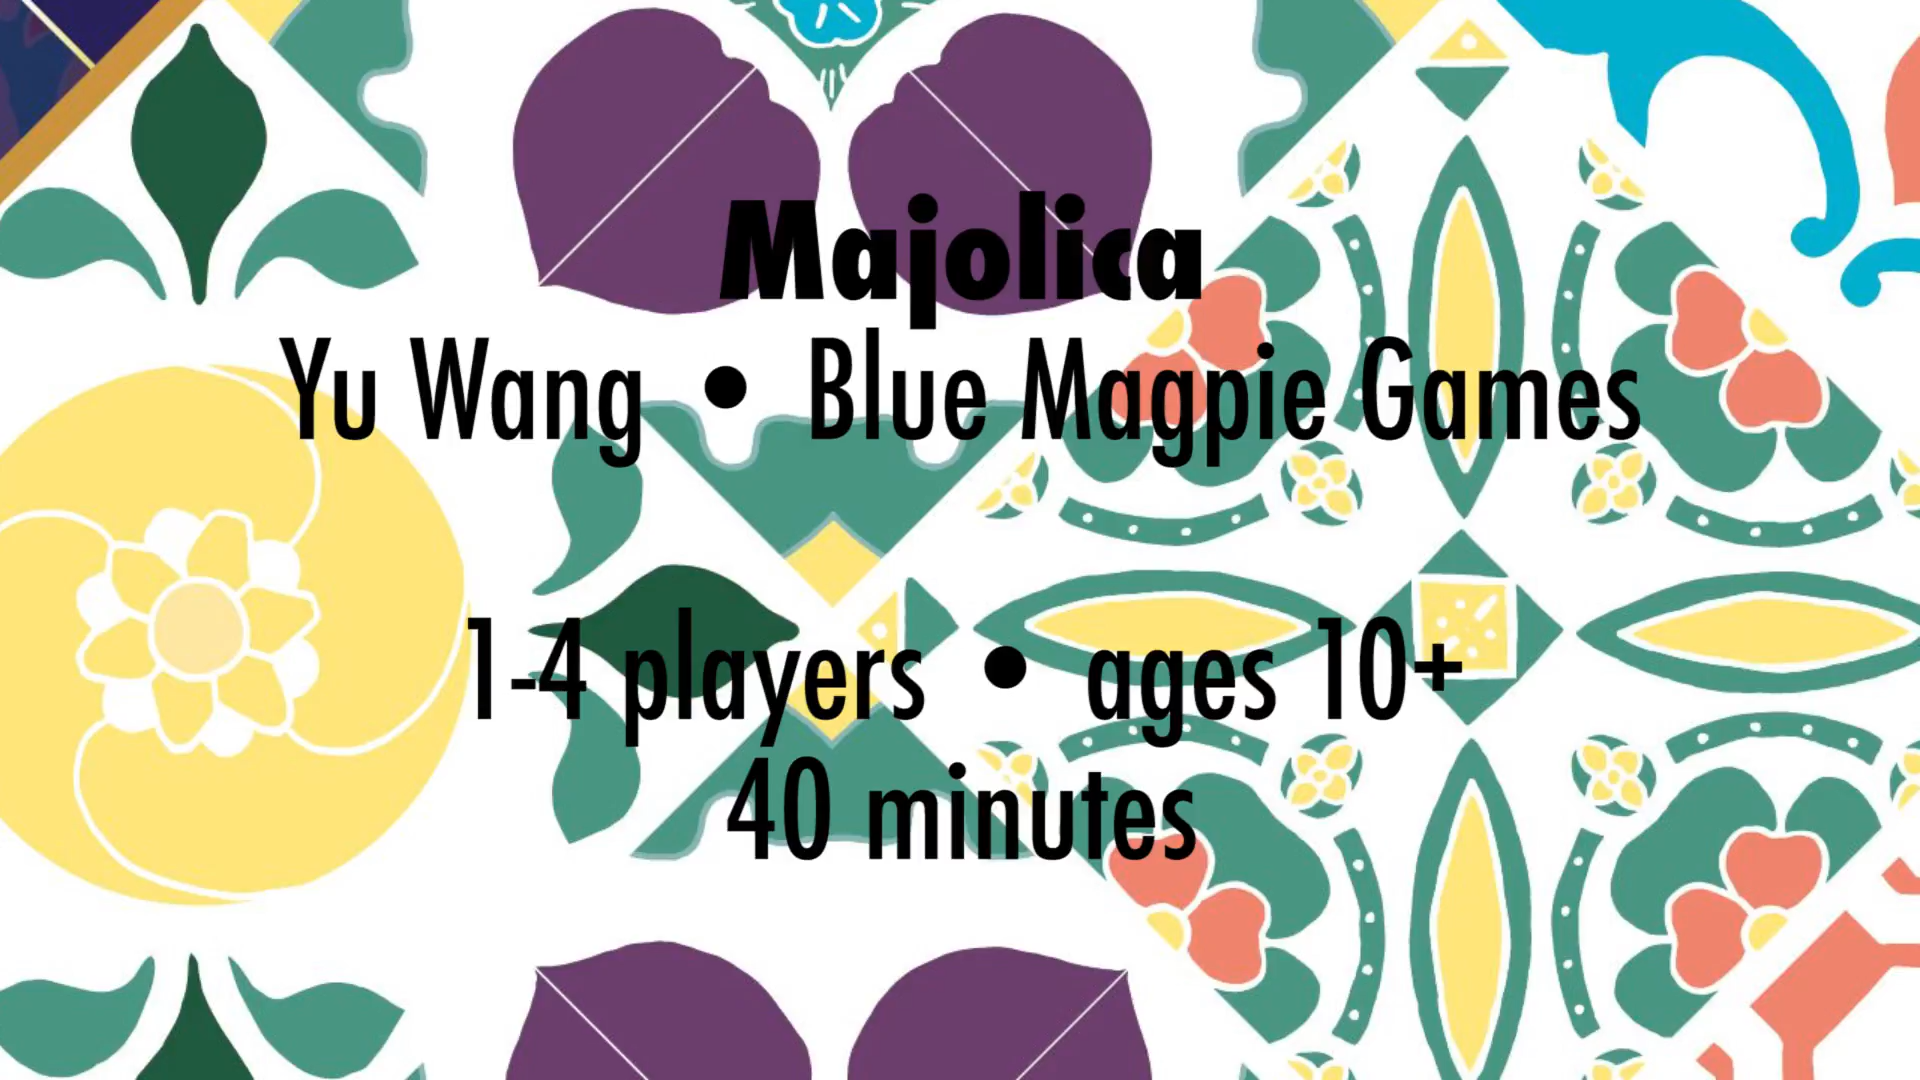 Majolica
Yu Wang • Blue Magpie Games
1-4 players • ages 10+
40 minutes